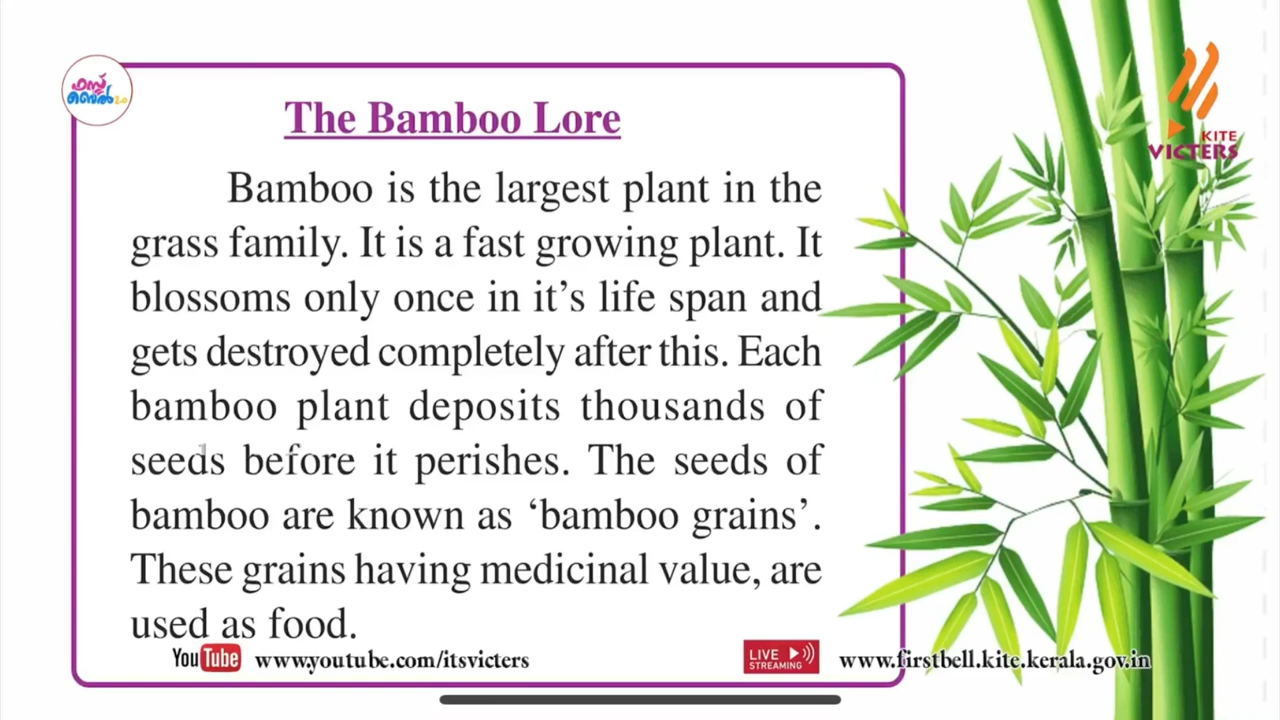 ഫസ്റ്റ്
ബെൽ 2.0
The Bamboo Lore
KITE
VICTERS
Bamboo is the largest plant in the
grass family. It is a fast growing plant. It
blossoms only once in it’s life span and
gets destroyed completely after this. Each
bamboo plant deposits thousands of
seeds before it perishes. The seeds of
bamboo are known as ‘bamboo grains’.
These grains having medicinal value, are
used as food.
YouTube www.youtube.com/itsvicters
LIVE
STREAMING
www.firstbell.kite.kerala.gov.in